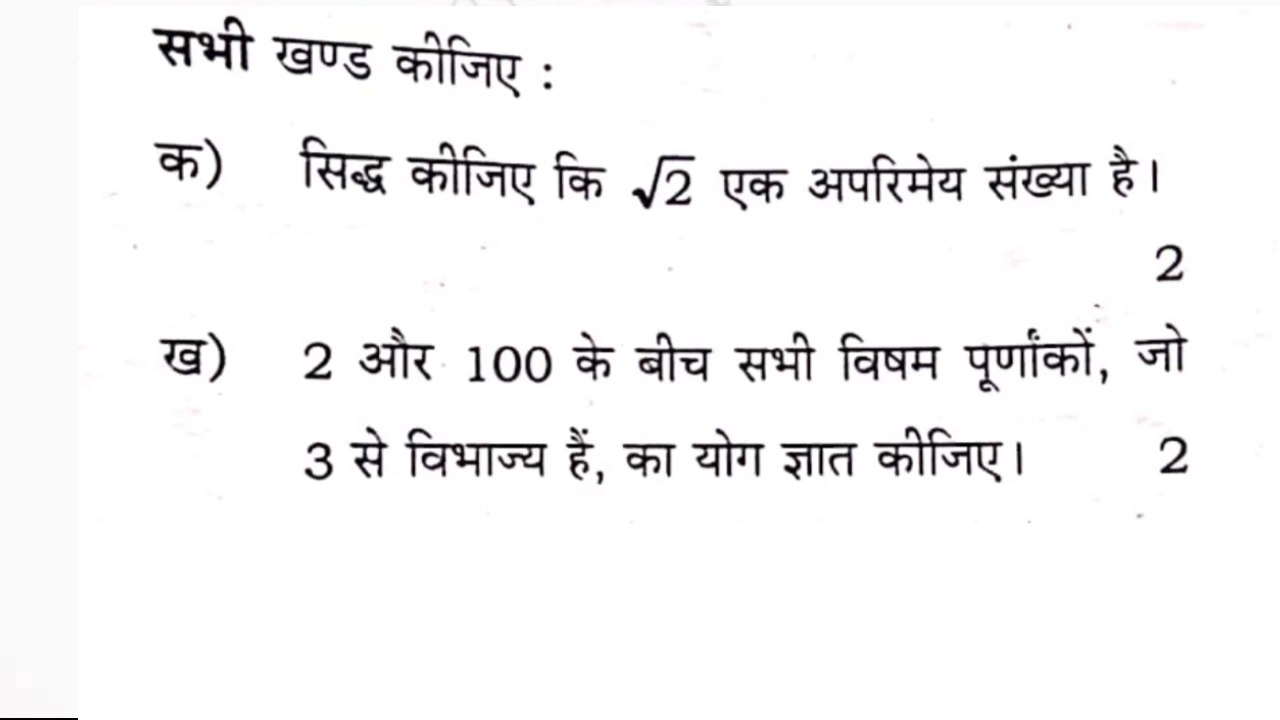 सभी खण्ड कीजिए :
क) सिद्ध कीजिए कि √2 एक अपरिमेय संख्या है।
2
ख) 2 और 100 के बीच सभी विषम पूर्णांकों, जो
3 से विभाज्य हैं, का योग ज्ञात कीजिए। 2